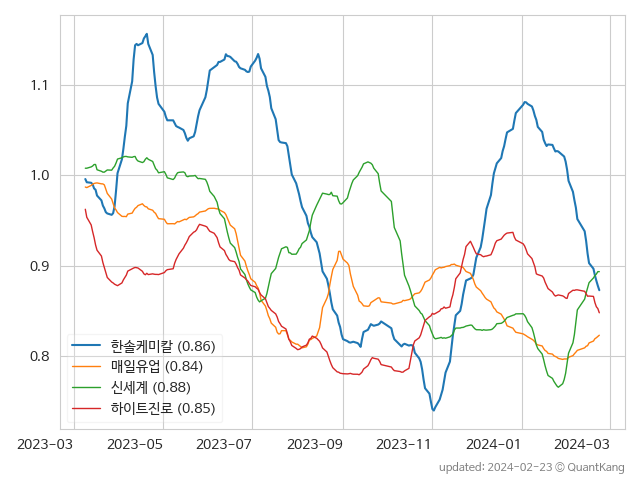 1.1
1.0
0.9
0.8
한솔케미칼 (0.86)
매일유업 (0.84)
신세계 (0.88)
하이트진로 (0.85)
2023-03 2023-05 2023-07 2023-09 2023-11 2024-01 2024-03
updated: 2024-02-23 © QuantKang